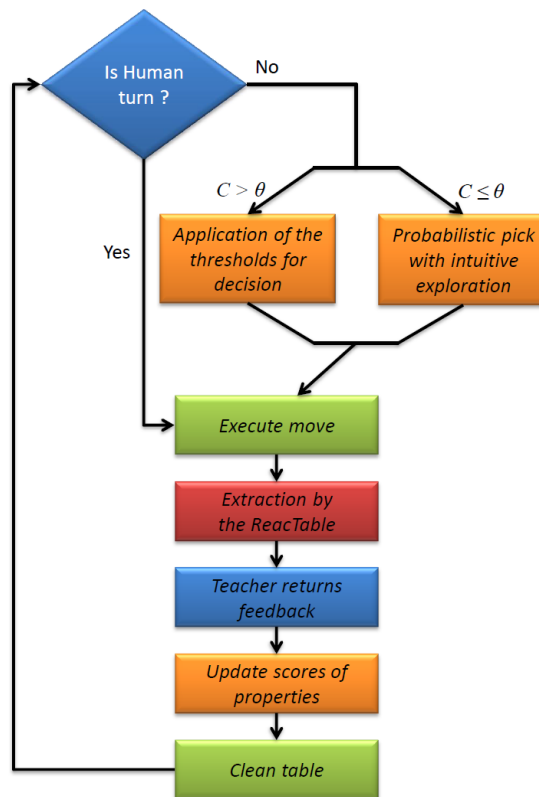 Is Human
turn ?
No
C > θ
C ≤ θ
Yes
Application of the
thresholds for
decision
Probabilistic pick
with intuitive
exploration
Execute move
Extraction by
the ReacTable
Teacher returns
feedback
Update scores of
properties
Clean table